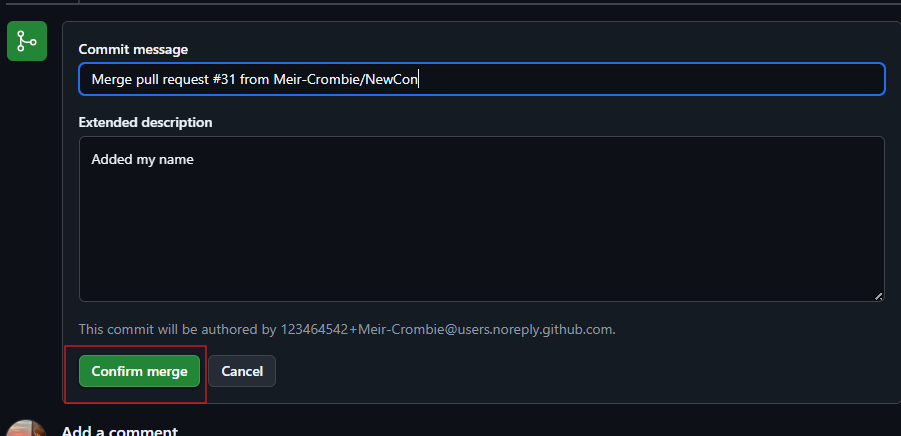 Commit message
Merge pull request #31 from Meir-Crombie/NewCon
Extended description
Added my name
This commit will be authored by 123464542+Meir-Crombie@users.noreply.github.com.
Confirm merge
Cancel
Add a comment